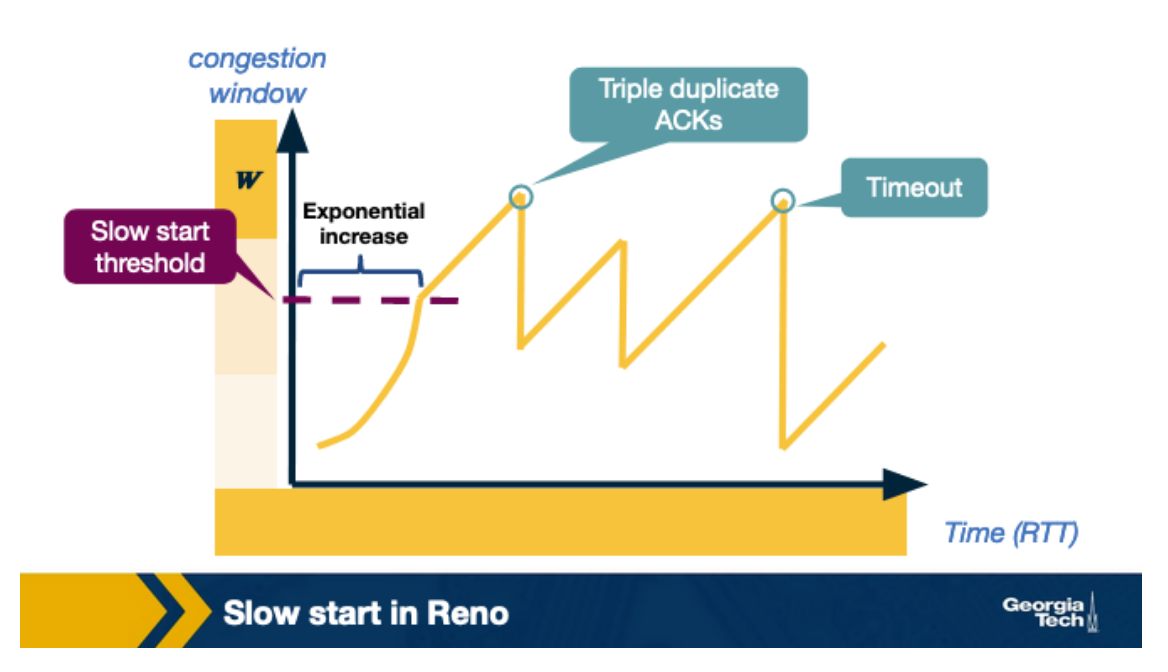 congestion
window
Triple duplicate
ACKs
W
Timeout
Exponential
increase
Slow start
threshold
Time (RTT)
Slow start in Reno
Georgia
Tech